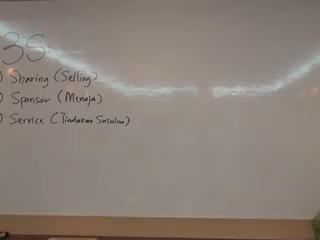 3S
) Sharing (Selling)
) Sponsor (Menaja)
) Service (Tindakan Susulan)